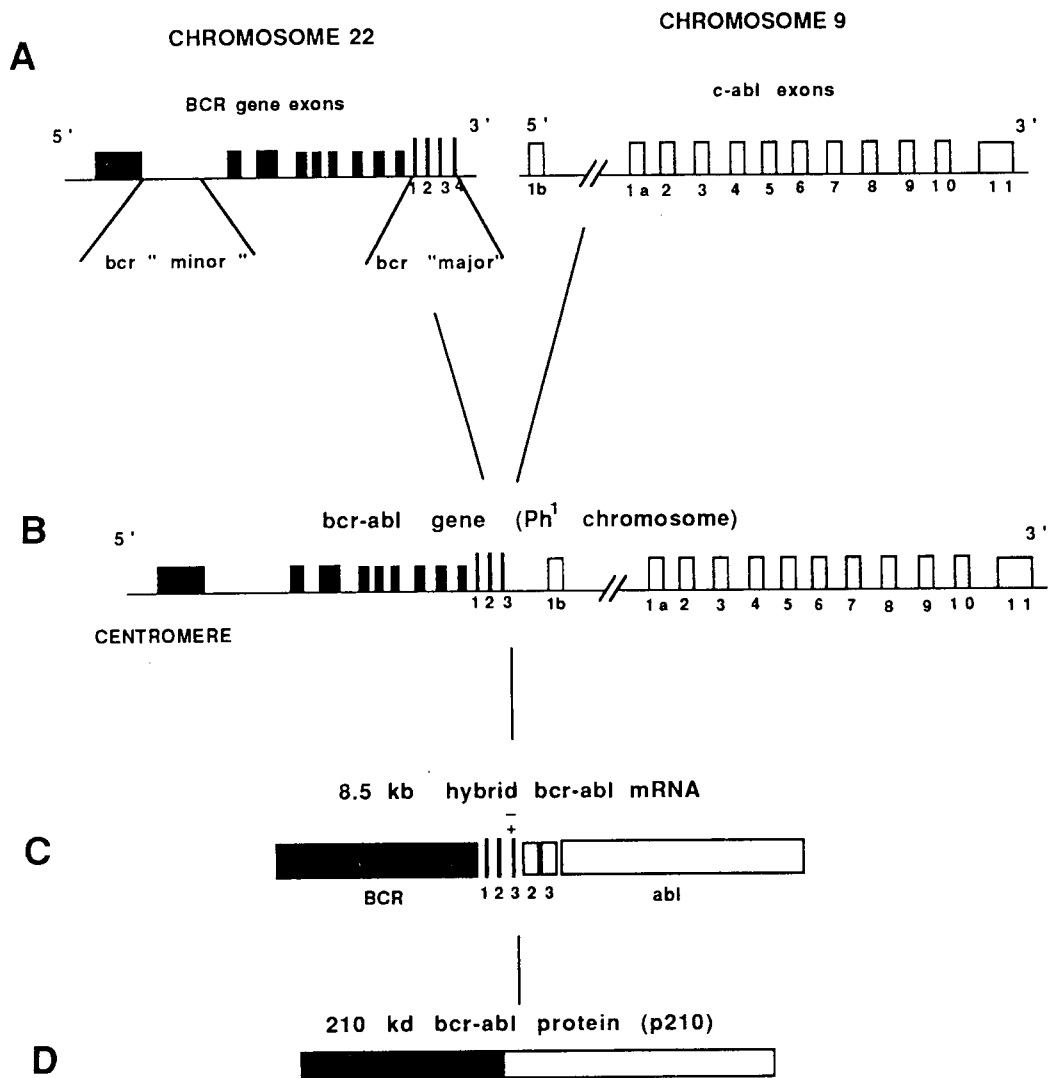 A
CHROMOSOME 22
CHROMOSOME 9
BCR gene exons
c-abl exons
5'
3'
5'
3'
1 2 3 4
1b
1a 2 3 4 5 6 7 8 9 10 11
bcr " minor "
bcr "major"
B
bcr-abl gene (Ph1 chromosome)
5'
3'
1 2 3
1b
1a 2 3 4 5 6 7 8 9 10 11
CENTROMERE
8.5 kb hybrid bcr-abl mRNA
−
+
C
BCR
1 2 3 2 3
abl
210 kd bcr-abl protein (p210)
D